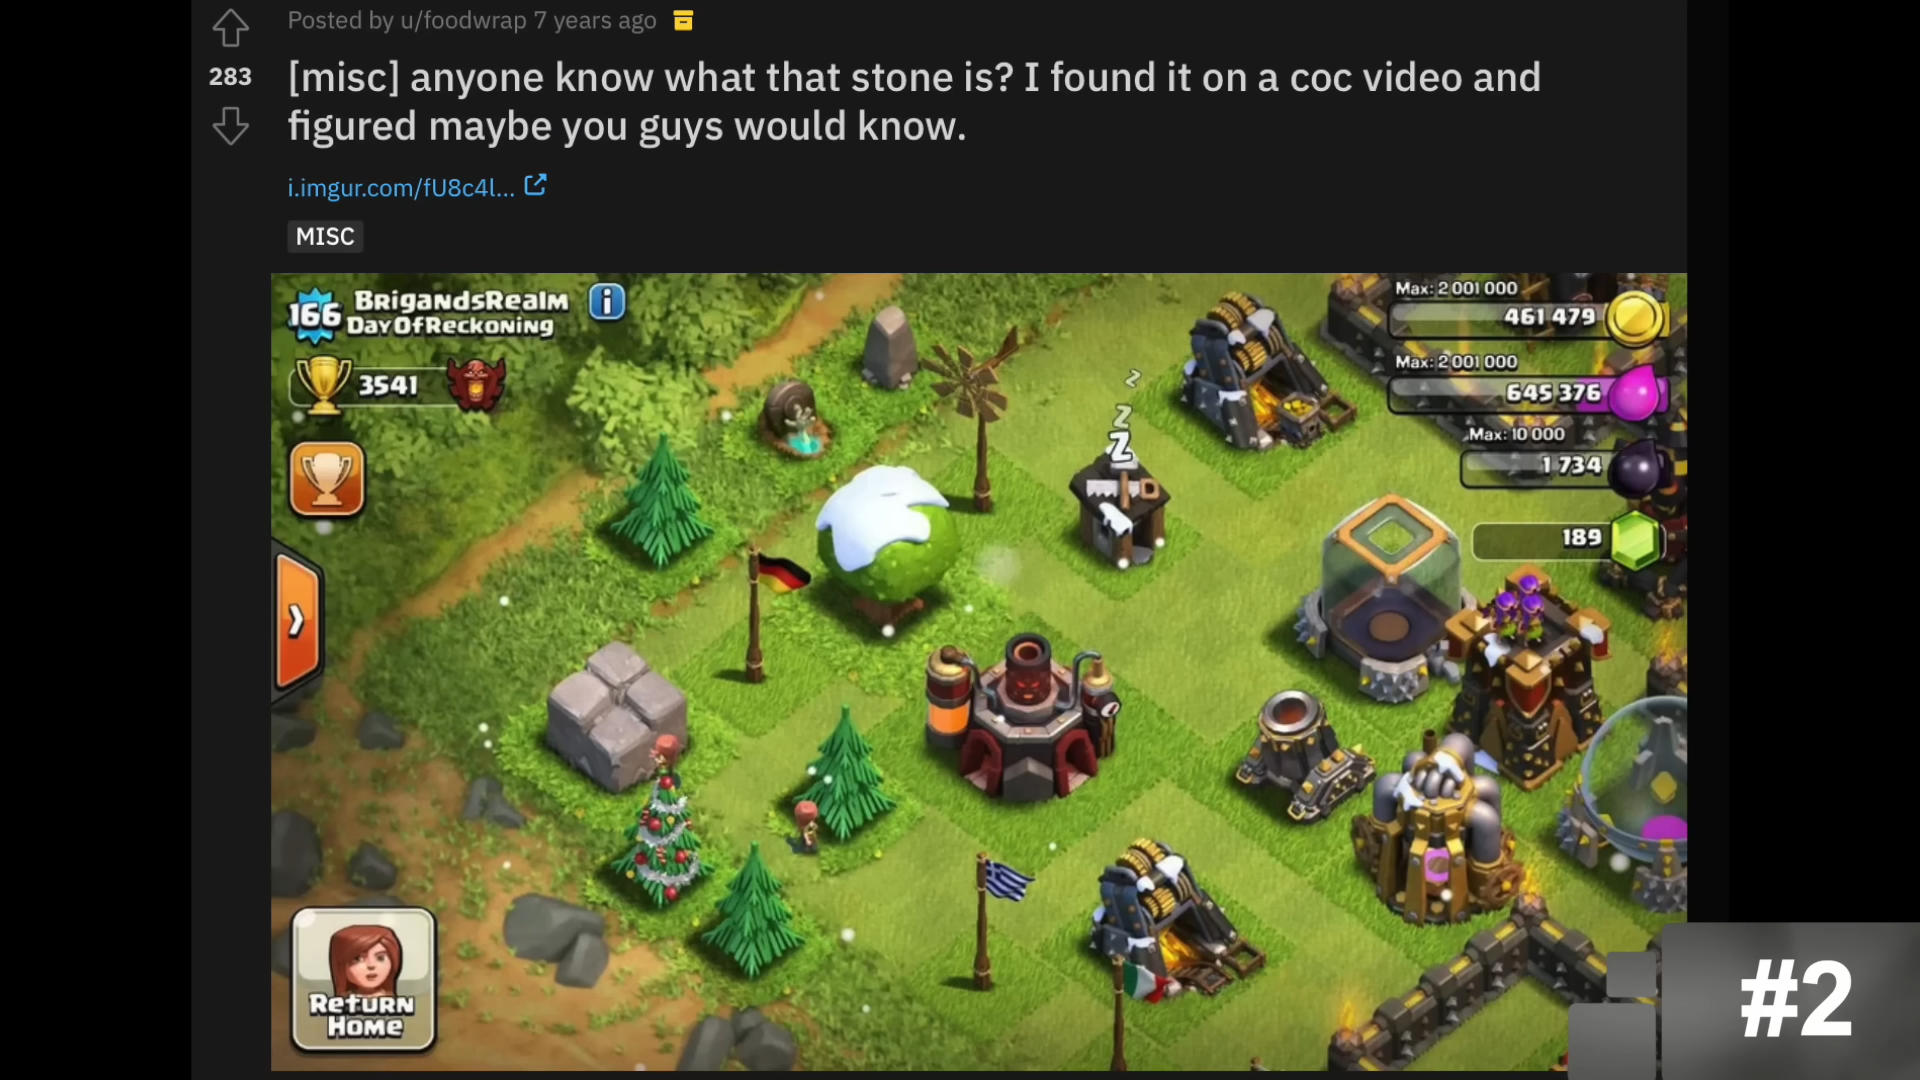 Posted by u/foodwrap 7 years ago
283
[misc] anyone know what that stone is? I found it on a coc video and
figured maybe you guys would know.
i.imgur.com/fU8c4l...
MISC
166
BrigandsRealm
DayOfReckoning
i
3541
Max: 2 001 000
461 479
Max: 2 001 000
645 376
Max: 10 000
1 734
189
z
z
Z
Return
Home
#2